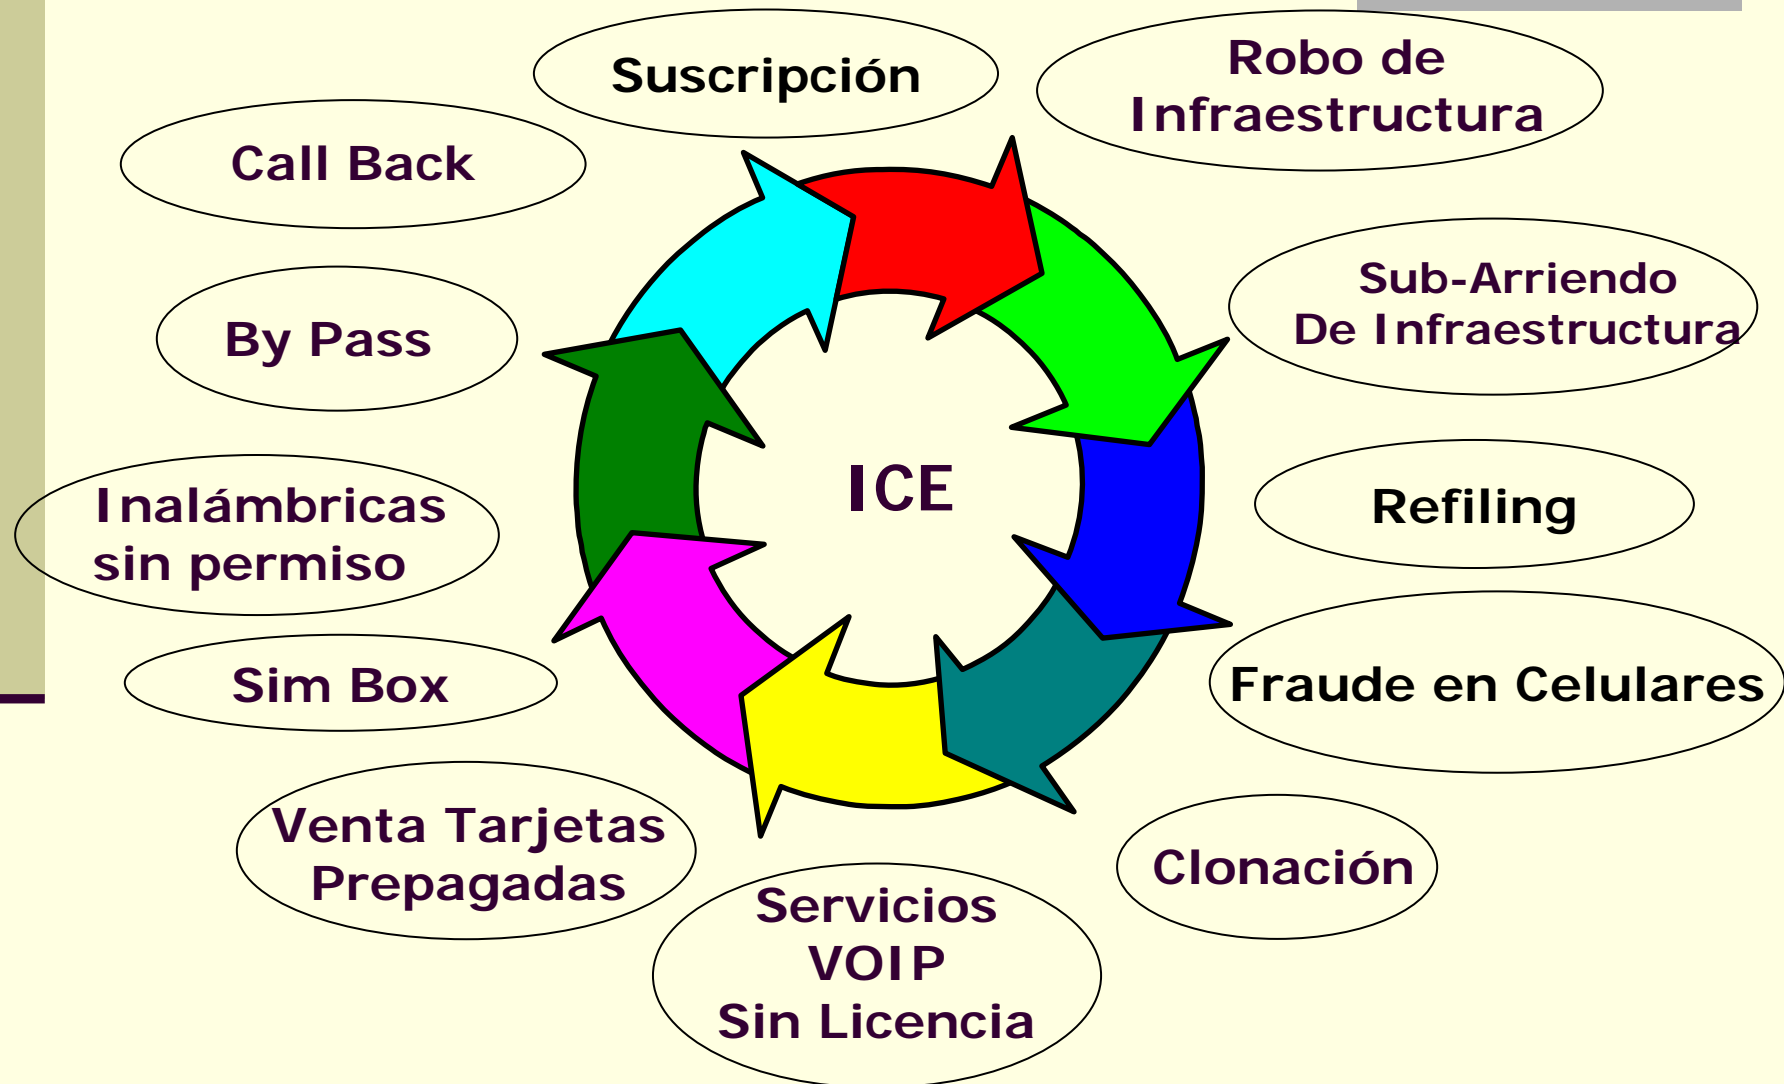 Suscripción
Robo de
Infraestructura
Call Back
Sub-Arriendo
De Infraestructura
By Pass
ICE
Refiling
Inalámbricas
sin permiso
Fraude en Celulares
Sim Box
Venta Tarjetas
Prepagadas
Clonación
Servicios
VOIP
Sin Licencia